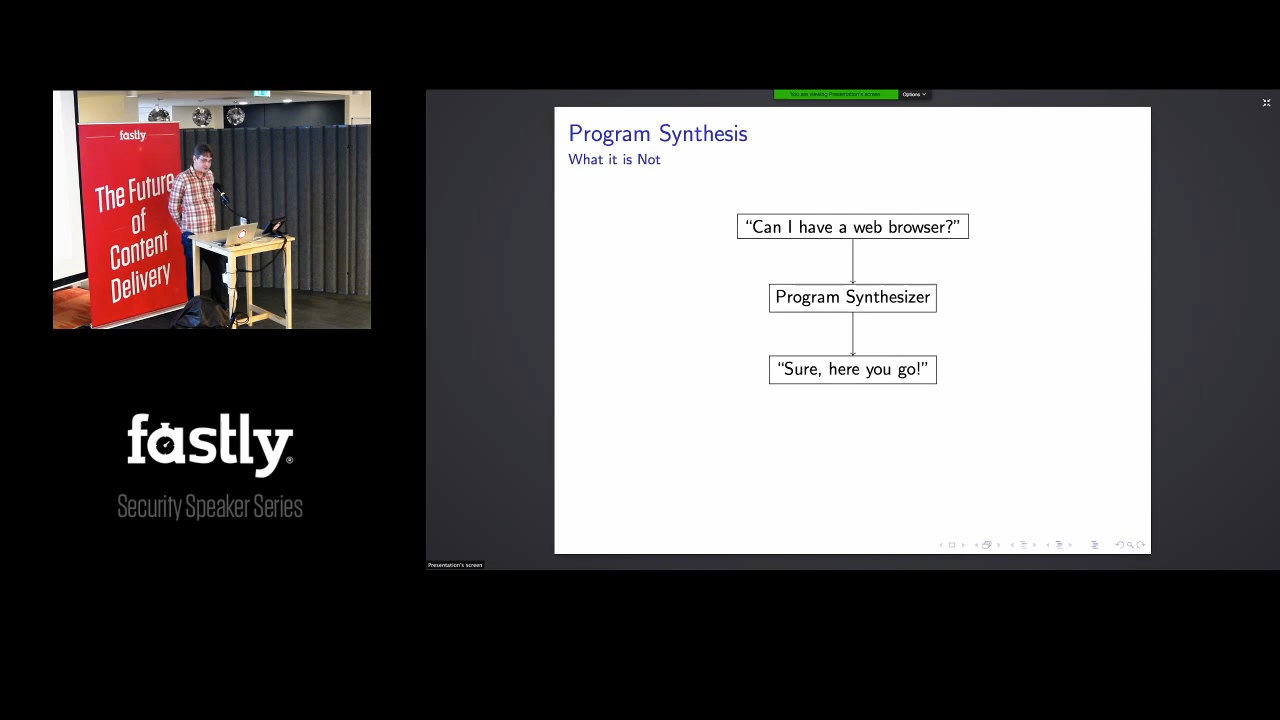 fastly
The Future
of
Content
Delivery
fastly®
Security Speaker Series
You are viewing Presentation's screen
Options
Program Synthesis
What it is Not
“Can I have a web browser?”
Program Synthesizer
“Sure, here you go!”
Presentation's screen